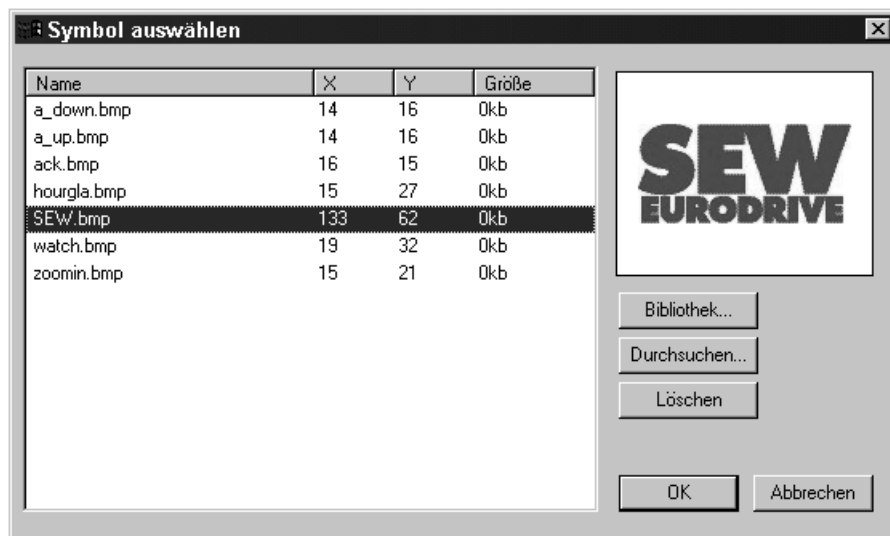 Symbol auswählen
Name X Y Größe
a_down.bmp 14 16 0kb
a_up.bmp 14 16 0kb
ack.bmp 16 15 0kb
hourgla.bmp 15 27 0kb
SEW.bmp 133 62 0kb
watch.bmp 19 32 0kb
zoomin.bmp 15 21 0kb
SEW
EURODRIVE
Bibliothek...
Durchsuchen...
Löschen
OK Abbrechen